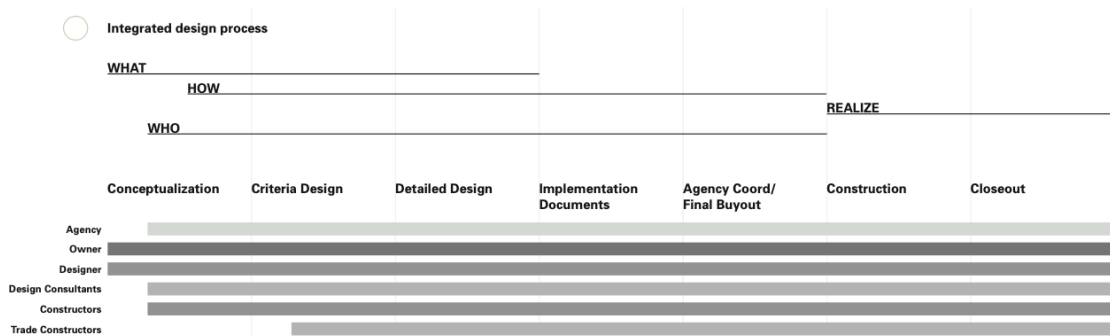 Integrated design process
WHAT
HOW
REALIZE
WHO
Conceptualization
Criteria Design
Detailed Design
Implementation
Documents
Agency Coord/
Final Buyout
Construction
Closeout
Agency
Owner
Designer
Design Consultants
Constructors
Trade Constructors